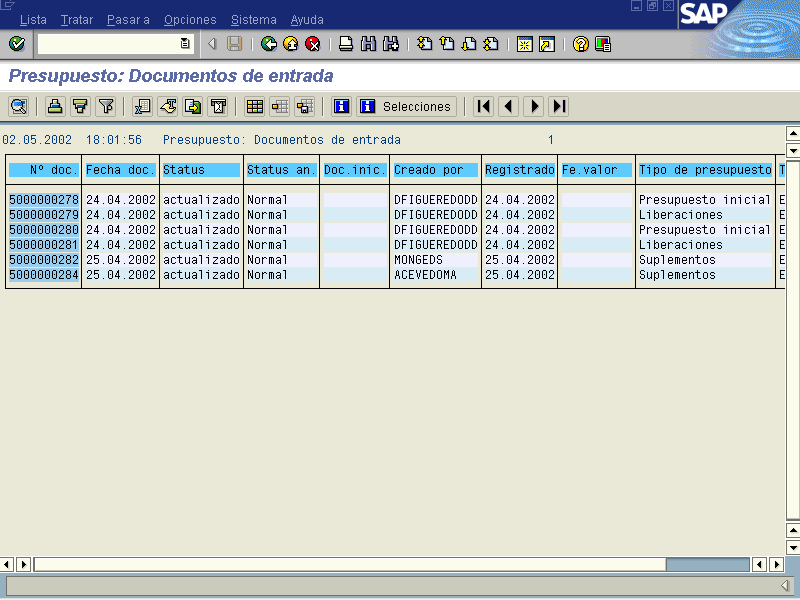 Lista Tratar Pasar a Opciones Sistema Ayuda
SAP
Presupuesto: Documentos de entrada
Selecciones
02.05.2002 18:01:56 Presupuesto: Documentos de entrada 1
Nº doc. Fecha doc. Status Status an. Doc.inic. Creado por Registrado Fe.valor Tipo de presupuesto T
5000000278 24.04.2002 actualizado Normal DFIGUEREDODD 24.04.2002 Presupuesto inicial E
5000000279 24.04.2002 actualizado Normal DFIGUEREDODD 24.04.2002 Liberaciones E
5000000280 24.04.2002 actualizado Normal DFIGUEREDODD 24.04.2002 Presupuesto inicial E
5000000281 24.04.2002 actualizado Normal DFIGUEREDODD 24.04.2002 Liberaciones E
5000000282 25.04.2002 actualizado Normal MONGEDS 25.04.2002 Suplementos E
5000000284 25.04.2002 actualizado Normal ACEVEDOMA 25.04.2002 Suplementos E